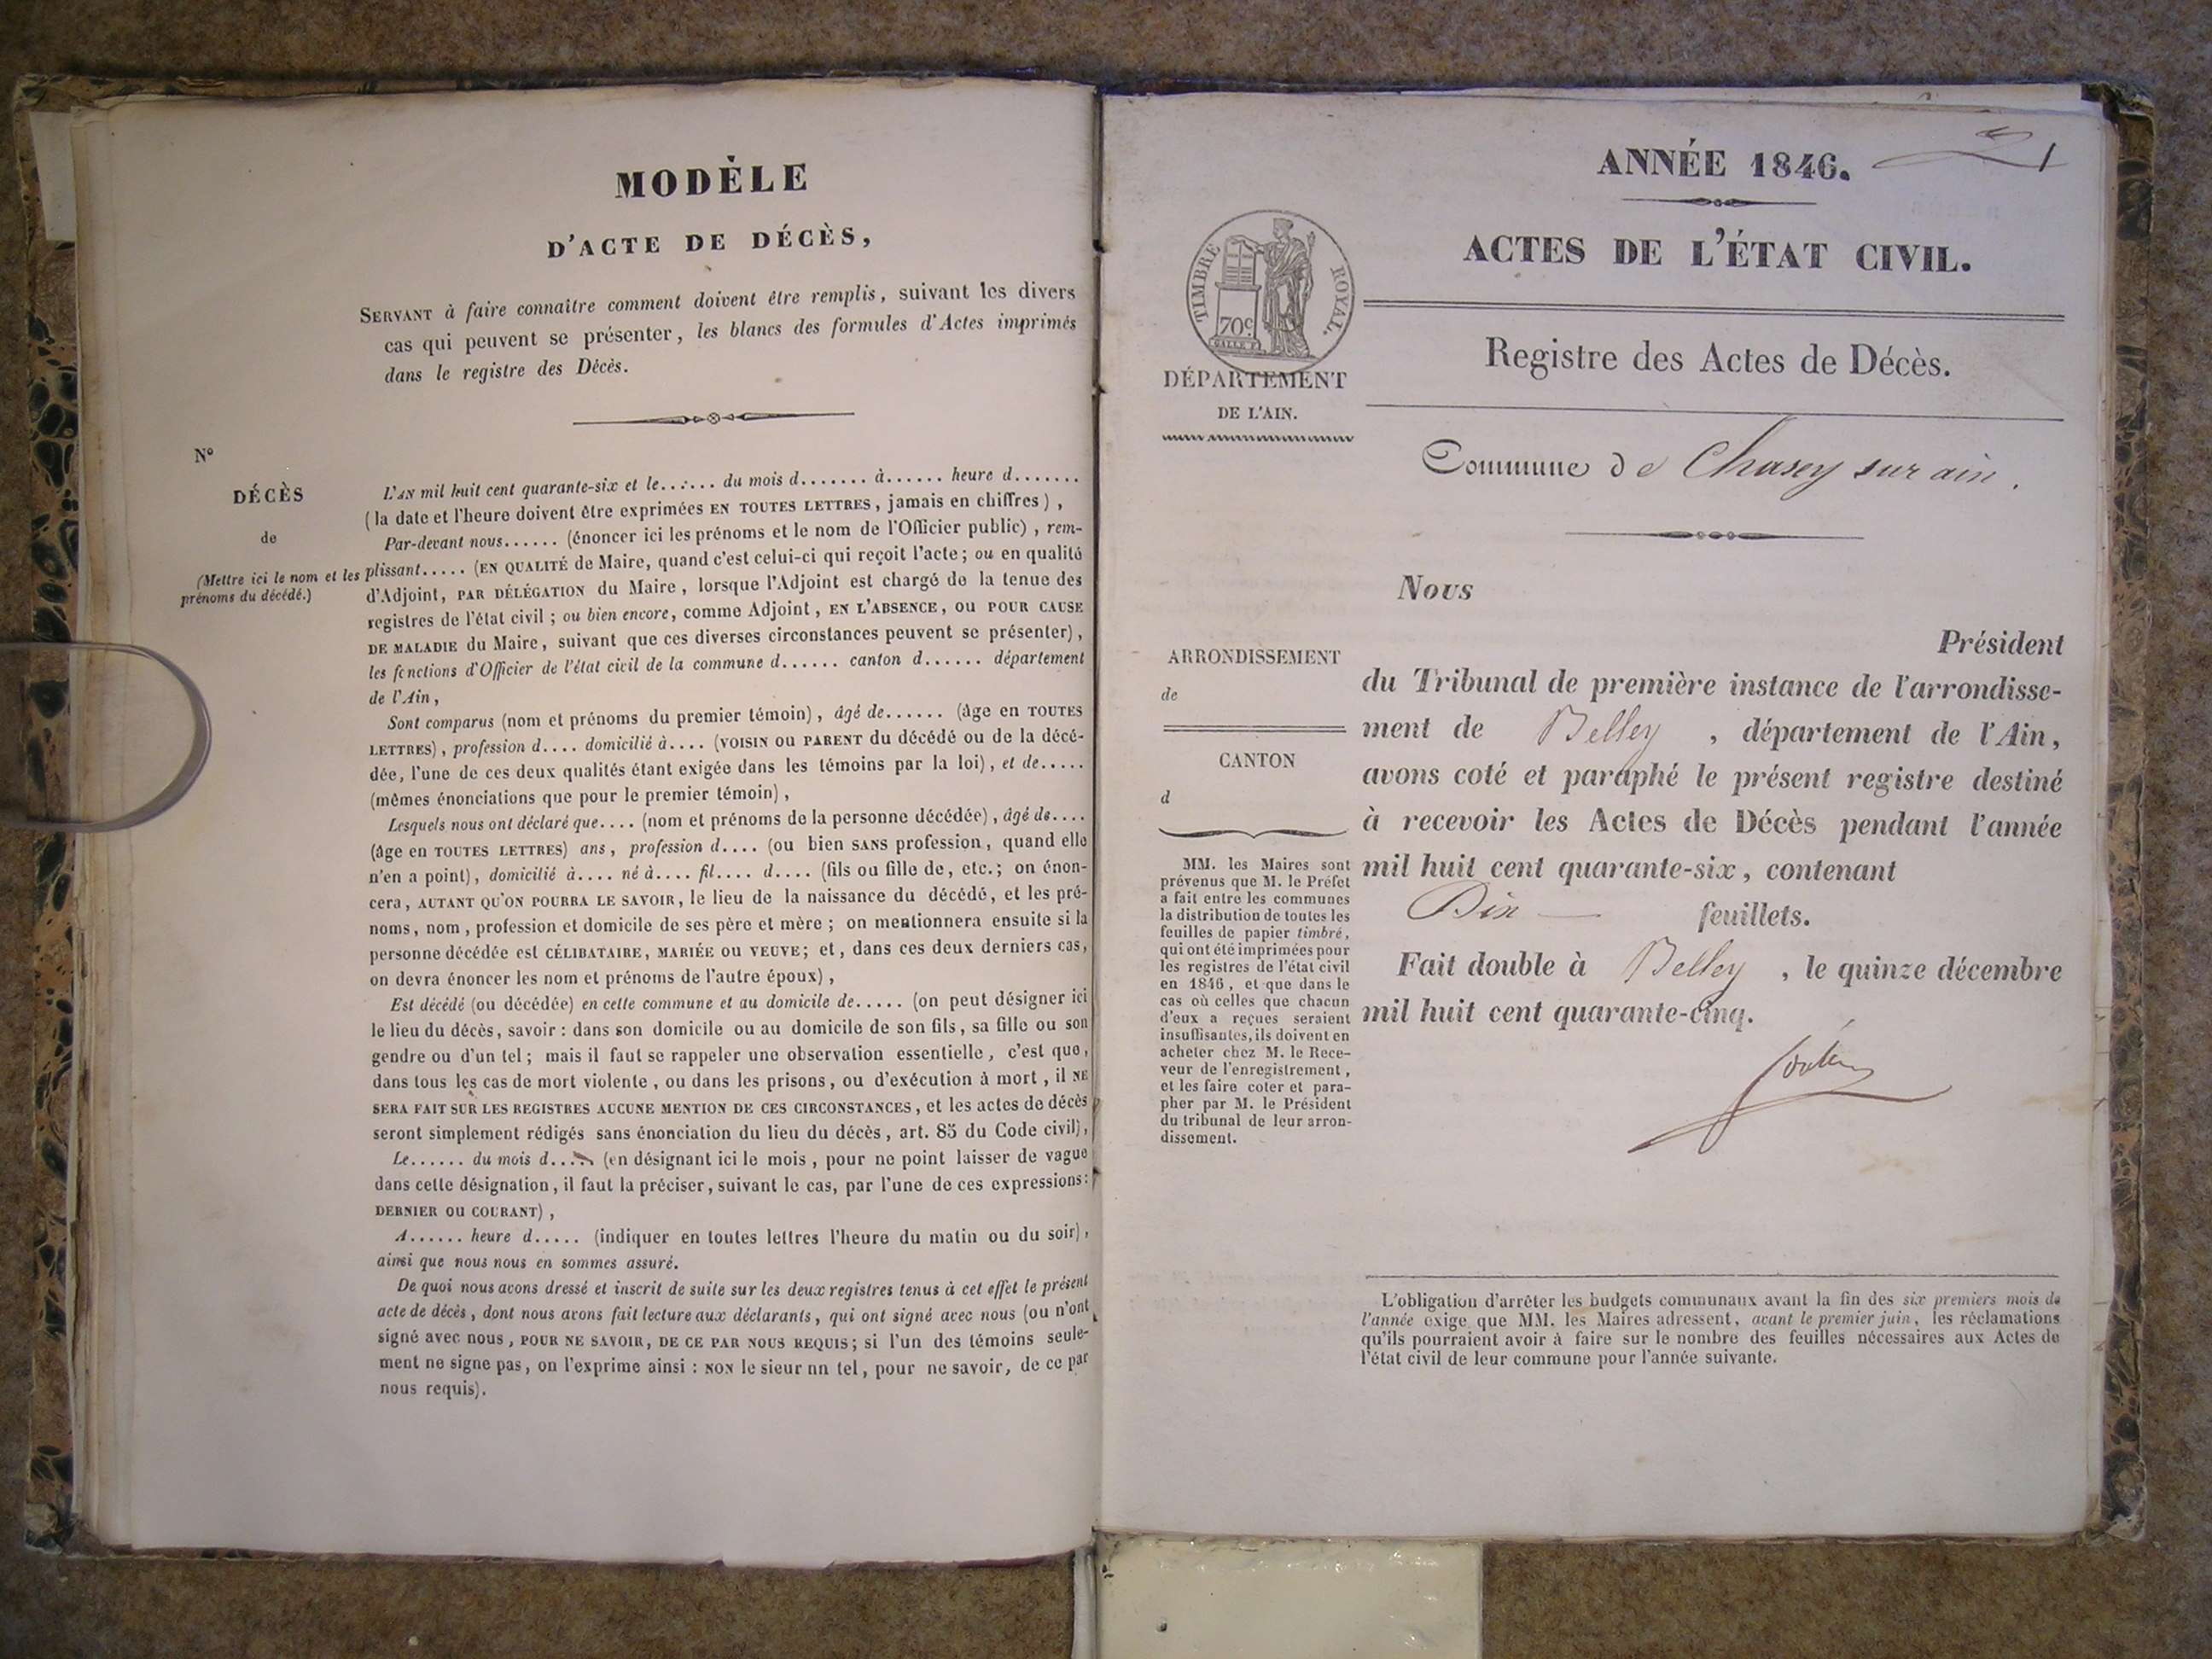 MODÈLE
D'ACTE DE DÉCÈS,
SERVANT à faire connaître comment doivent être remplis, suivant les divers
cas qui peuvent se présenter, les blancs des formules d'Actes imprimés
dans le registre des Décès.
N°
DÉCÈS
de
(Mettre ici le nom et les
prénoms du décédé.)
L'AN mil huit cent quarante-six et le...... du mois d....... à...... heure d.......
(la date et l'heure doivent être exprimées EN TOUTES LETTRES, jamais en chiffres),
Par-devant nous...... (énoncer ici les prénoms et le nom de l'Officier public), rem-
plissant..... (EN QUALITÉ de Maire, quand c'est celui-ci qui reçoit l'acte; ou en qualité
d'Adjoint, PAR DÉLÉGATION du Maire, lorsque l'Adjoint est chargé de la tenue des
registres de l'état civil; ou bien encore, comme Adjoint, EN L'ABSENCE, OU POUR CAUSE
DE MALADIE du Maire, suivant que ces diverses circonstances peuvent se présenter),
les fonctions d'Officier de l'état civil de la commune d...... canton d...... département
de l'Ain,
Sont comparus (nom et prénoms du premier témoin), âgé de...... (âge en TOUTES
LETTRES), profession d.... domicilié à.... (VOISIN OU PARENT du décédé ou de la décé-
dée, l'une de ces deux qualités étant exigée dans les témoins par la loi), et de.....
(mêmes énonciations que pour le premier témoin),
Lesquels nous ont déclaré que.... (nom et prénoms de la personne décédée), âgé de....
(âge en TOUTES LETTRES) ans, profession d.... (ou bien SANS profession, quand elle
n'en a point), domicilié à.... né à.... fil.... d.... (fils ou fille de, etc.; on énon-
cera, AUTANT QU'ON POURRA LE SAVOIR, le lieu de la naissance du décédé, et les pré-
noms, nom, profession et domicile de ses père et mère; on mentionnera ensuite si la
personne décédée est CÉLIBATAIRE, MARIÉE OU VEUVE; et, dans ces deux derniers cas,
on devra énoncer les nom et prénoms de l'autre époux),
Est décédé (ou décédée) en cette commune et au domicile de..... (on peut désigner ici
le lieu du décès, savoir: dans son domicile ou au domicile de son fils, sa fille ou son
gendre ou d'un tel; mais il faut se rappeler une observation essentielle, c'est que,
dans tous les cas de mort violente, ou dans les prisons, ou d'exécution à mort, il NE
SERA FAIT SUR LES REGISTRES AUCUNE MENTION DE CES CIRCONSTANCES, et les actes de décès
seront simplement rédigés sans énonciation du lieu du décès, art. 85 du Code civil),
Le...... du mois d..... (en désignant ici le mois, pour ne point laisser de vague
dans cette désignation, il faut la préciser, suivant le cas, par l'une de ces expressions:
DERNIER OU COURANT),
A...... heure d..... (indiquer en toutes lettres l'heure du matin ou du soir),
ainsi que nous nous en sommes assuré.
De quoi nous avons dressé et inscrit de suite sur les deux registres tenus à cet effet le présent
acte de décès, dont nous avons fait lecture aux déclarants, qui ont signé avec nous (ou n'ont
signé avec nous, POUR NE SAVOIR, DE CE PAR NOUS REQUIS; si l'un des témoins seule-
ment ne signe pas, on l'exprime ainsi: NON le sieur nn tel, pour ne savoir, de ce par
nous requis).
1
ANNÉE 1846.
ACTES DE L'ÉTAT CIVIL.
TIMBRE ROYAL.
70c
DÉPARTEMENT
DE L'AIN.
Registre des Actes de Décès.
Commune de Chasey sur ain.
Nous
Président
du Tribunal de première instance de l'arrondisse-
ment de Belley, département de l'Ain,
avons coté et paraphé le présent registre destiné
à recevoir les Actes de Décès pendant l'année
mil huit cent quarante-six, contenant
Dix feuillets.
Fait double à Belley, le quinze décembre
mil huit cent quarante-cinq.
ARRONDISSEMENT
de
CANTON
d
MM. les Maires sont
prévenus que M. le Préfet
a fait entre les communes
la distribution de toutes les
feuilles de papier timbré,
qui ont été imprimées pour
les registres de l'état civil
en 1846, et que dans le
cas où celles que chacun
d'eux a reçues seraient
insuffisantes, ils doivent en
acheter chez M. le Rece-
veur de l'enregistrement,
et les faire coter et para-
pher par M. le Président
du tribunal de leur arron-
dissement.
L'obligation d'arrêter les budgets communaux avant la fin des six premiers mois de
l'année exige que MM. les Maires adressent, avant le premier juin, les réclamations
qu'ils pourraient avoir à faire sur le nombre des feuilles nécessaires aux Actes de
l'état civil de leur commune pour l'année suivante.